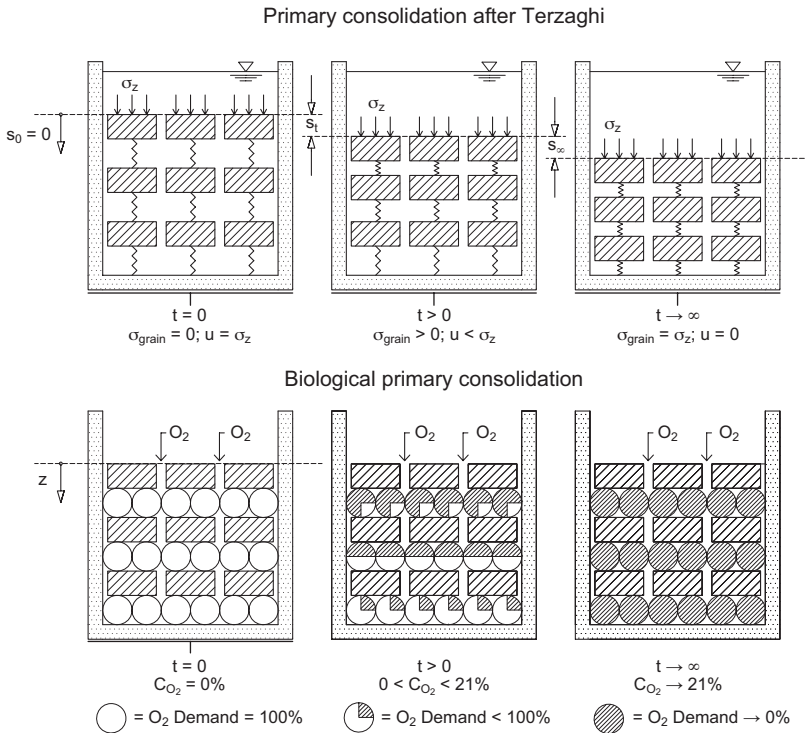 Primary consolidation after Terzaghi
σz
σz
σz
s0 = 0
st
s∞
t = 0
σgrain = 0; u = σz
t > 0
σgrain > 0; u < σz
t → ∞
σgrain = σz; u = 0
Biological primary consolidation
O2 O2
O2 O2
O2 O2
z
t = 0
CO2 = 0%
t > 0
0 < CO2 < 21%
t → ∞
CO2 → 21%
= O2 Demand = 100%
= O2 Demand < 100%
= O2 Demand → 0%